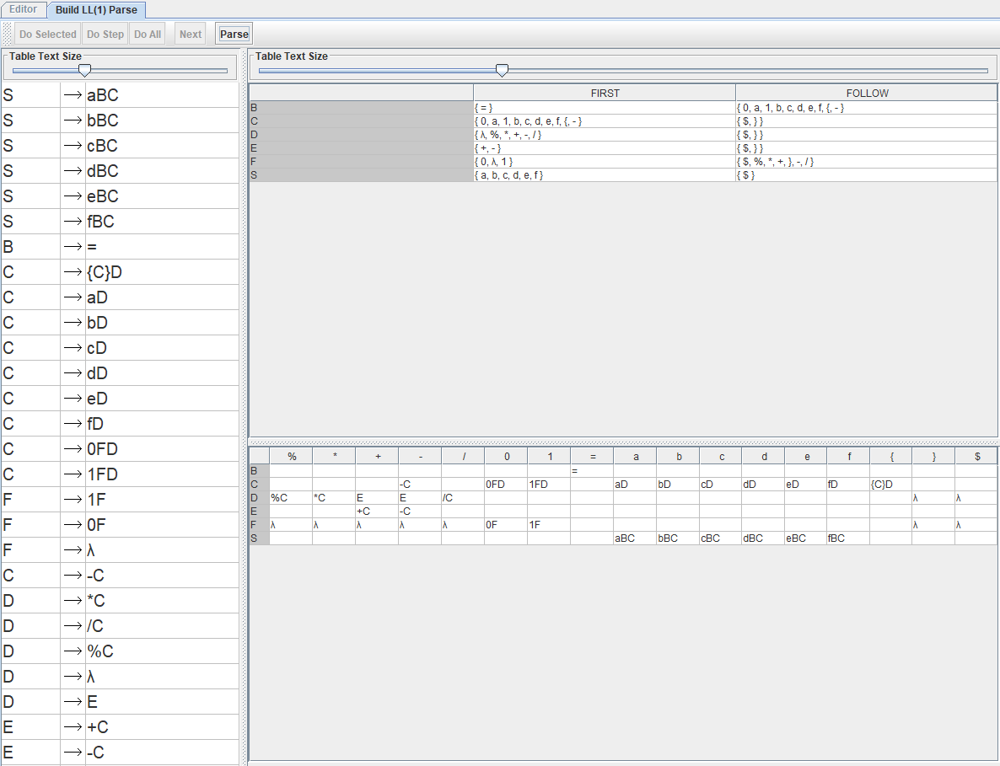 Editor Build LL(1) Parse
Do Selected Do Step Do All Next Parse
Table Text Size
S → aBC
S → bBC
S → cBC
S → dBC
S → eBC
S → fBC
B → =
C → {C}D
C → aD
C → bD
C → cD
C → dD
C → eD
C → fD
C → 0FD
C → 1FD
F → 1F
F → 0F
F → λ
C → -C
D → *C
D → /C
D → %C
D → λ
D → E
E → +C
E → -C
Table Text Size
FIRST FOLLOW
B { = } { 0, a, 1, b, c, d, e, f, {, - }
C { 0, a, 1, b, c, d, e, f, {, - } { $, } }
D { λ, %, *, +, -, / } { $, } }
E { +, - } { $, } }
F { 0, λ, 1 } { $, %, *, +, }, -, / }
S { a, b, c, d, e, f } { $ }
% * + - / 0 1 = a b c d e f { } $
B =
C -C 0FD 1FD aD bD cD dD eD fD {C}D
D %C *C E E /C λ λ
E +C -C
F λ λ λ λ λ 0F 1F λ λ
S aBC bBC cBC dBC eBC fBC